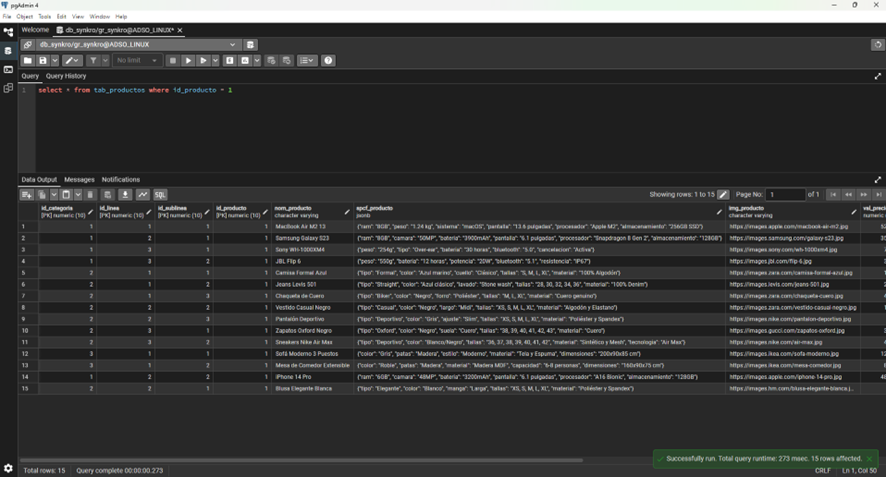 pgAdmin 4
File Object Tools Edit View Window Help
Welcome db_synkro/gr_synkro@ADSO_LINUX* ×
db_synkro/gr_synkro@ADSO_LINUX
No limit
Query Query History
1 select * from tab_productos where id_producto = 1
Data Output Messages Notifications
SQL Showing rows: 1 to 15 Page No: 1 of 1
id_categoria [PK] numeric (10) id_linea [PK] numeric (10) id_sublinea [PK] numeric (10) id_producto [PK] numeric (10) nom_producto character varying epcf_producto jsonb img_producto character varying val_preci numeric
1 1 1 1 1 MacBook Air M2 13 {"ram": "8GB", "peso": "1.24 kg", "sistema": "macOS", "pantalla": "13.6 pulgadas", "procesador": "Apple M2", "almacenamiento": "256GB SSD"} https://images.apple.com/macbook-air-m2.jpg
2 1 2 1 1 Samsung Galaxy S23 {"ram": "8GB", "camara": "50MP", "bateria": "3900mAh", "pantalla": "6.1 pulgadas", "procesador": "Snapdragon 8 Gen 2", "almacenamiento": "128GB"} https://images.samsung.com/galaxy-s23.jpg
3 1 3 1 1 Sony WH-1000XM4 {"peso": "254g", "tipo": "Over-ear", "bateria": "30 horas", "bluetooth": "5.0", "cancelacion": "Activa"} https://images.sony.com/wh-1000xm4.jpg
4 1 3 2 1 JBL Flip 6 {"peso": "550g", "bateria": "12 horas", "potencia": "20W", "bluetooth": "5.1", "resistencia": "IP67"} https://images.jbl.com/flip-6.jpg
5 2 1 1 1 Camisa Formal Azul {"tipo": "Formal", "color": "Azul marino", "cuello": "Clásico", "tallas": "S, M, L, XL", "material": "100% Algodón"} https://images.zara.com/camisa-formal-azul.jpg
6 2 1 2 1 Jeans Levis 501 {"tipo": "Straight", "color": "Azul clásico", "lavado": "Stone wash", "tallas": "28, 30, 32, 34, 36", "material": "100% Denim"} https://images.levis.com/jeans-501.jpg
7 2 1 3 1 Chaqueta de Cuero {"tipo": "Biker", "color": "Negro", "forro": "Poliéster", "tallas": "M, L, XL", "material": "Cuero genuino"} https://images.zara.com/chaqueta-cuero.jpg
8 2 2 2 1 Vestido Casual Negro {"tipo": "Casual", "color": "Negro", "largo": "Midi", "tallas": "XS, S, M, L, XL", "material": "Algodón y Elastano"} https://images.zara.com/vestido-casual-negro.jpg
9 2 2 3 1 Pantalón Deportivo {"tipo": "Deportivo", "color": "Gris", "ajuste": "Slim", "tallas": "XS, S, M, L, XL", "material": "Poliéster y Spandex"} https://images.nike.com/pantalon-deportivo.jpg
10 2 3 1 1 Zapatos Oxford Negro {"tipo": "Oxford", "color": "Negro", "suela": "Cuero", "tallas": "38, 39, 40, 41, 42, 43", "material": "Cuero"} https://images.gucci.com/zapatos-oxford.jpg
11 2 3 2 1 Sneakers Nike Air Max {"tipo": "Deportivo", "color": "Blanco/Negro", "tallas": "36, 37, 38, 39, 40, 41, 42", "material": "Sintético y Mesh", "tecnologia": "Air Max"} https://images.nike.com/air-max.jpg
12 3 1 1 1 Sofá Moderno 3 Puestos {"color": "Gris", "patas": "Madera", "estilo": "Moderno", "material": "Tela y Espuma", "dimensiones": "200x90x85 cm"} https://images.ikea.com/sofa-moderno.jpg
13 3 1 2 1 Mesa de Comedor Extensible {"color": "Roble", "patas": "Madera", "material": "Madera MDF", "capacidad": "6-8 personas", "dimensiones": "160x90x75 cm"} https://images.ikea.com/mesa-comedor.jpg
14 1 2 2 1 iPhone 14 Pro {"ram": "6GB", "camara": "48MP", "bateria": "3200mAh", "pantalla": "6.1 pulgadas", "procesador": "A16 Bionic", "almacenamiento": "128GB"} https://images.apple.com/iphone-14-pro.jpg
15 2 2 1 1 Blusa Elegante Blanca {"tipo": "Elegante", "color": "Blanco", "manga": "Larga", "tallas": "XS, S, M, L, XL", "material": "Poliéster y Spandex"} https://images.hm.com/blusa-elegante-blanca.j...
Successfully run. Total query runtime: 273 msec. 15 rows affected. ×
Total rows: 15 Query complete 00:00:00.273 CRLF Ln 1, Col 50